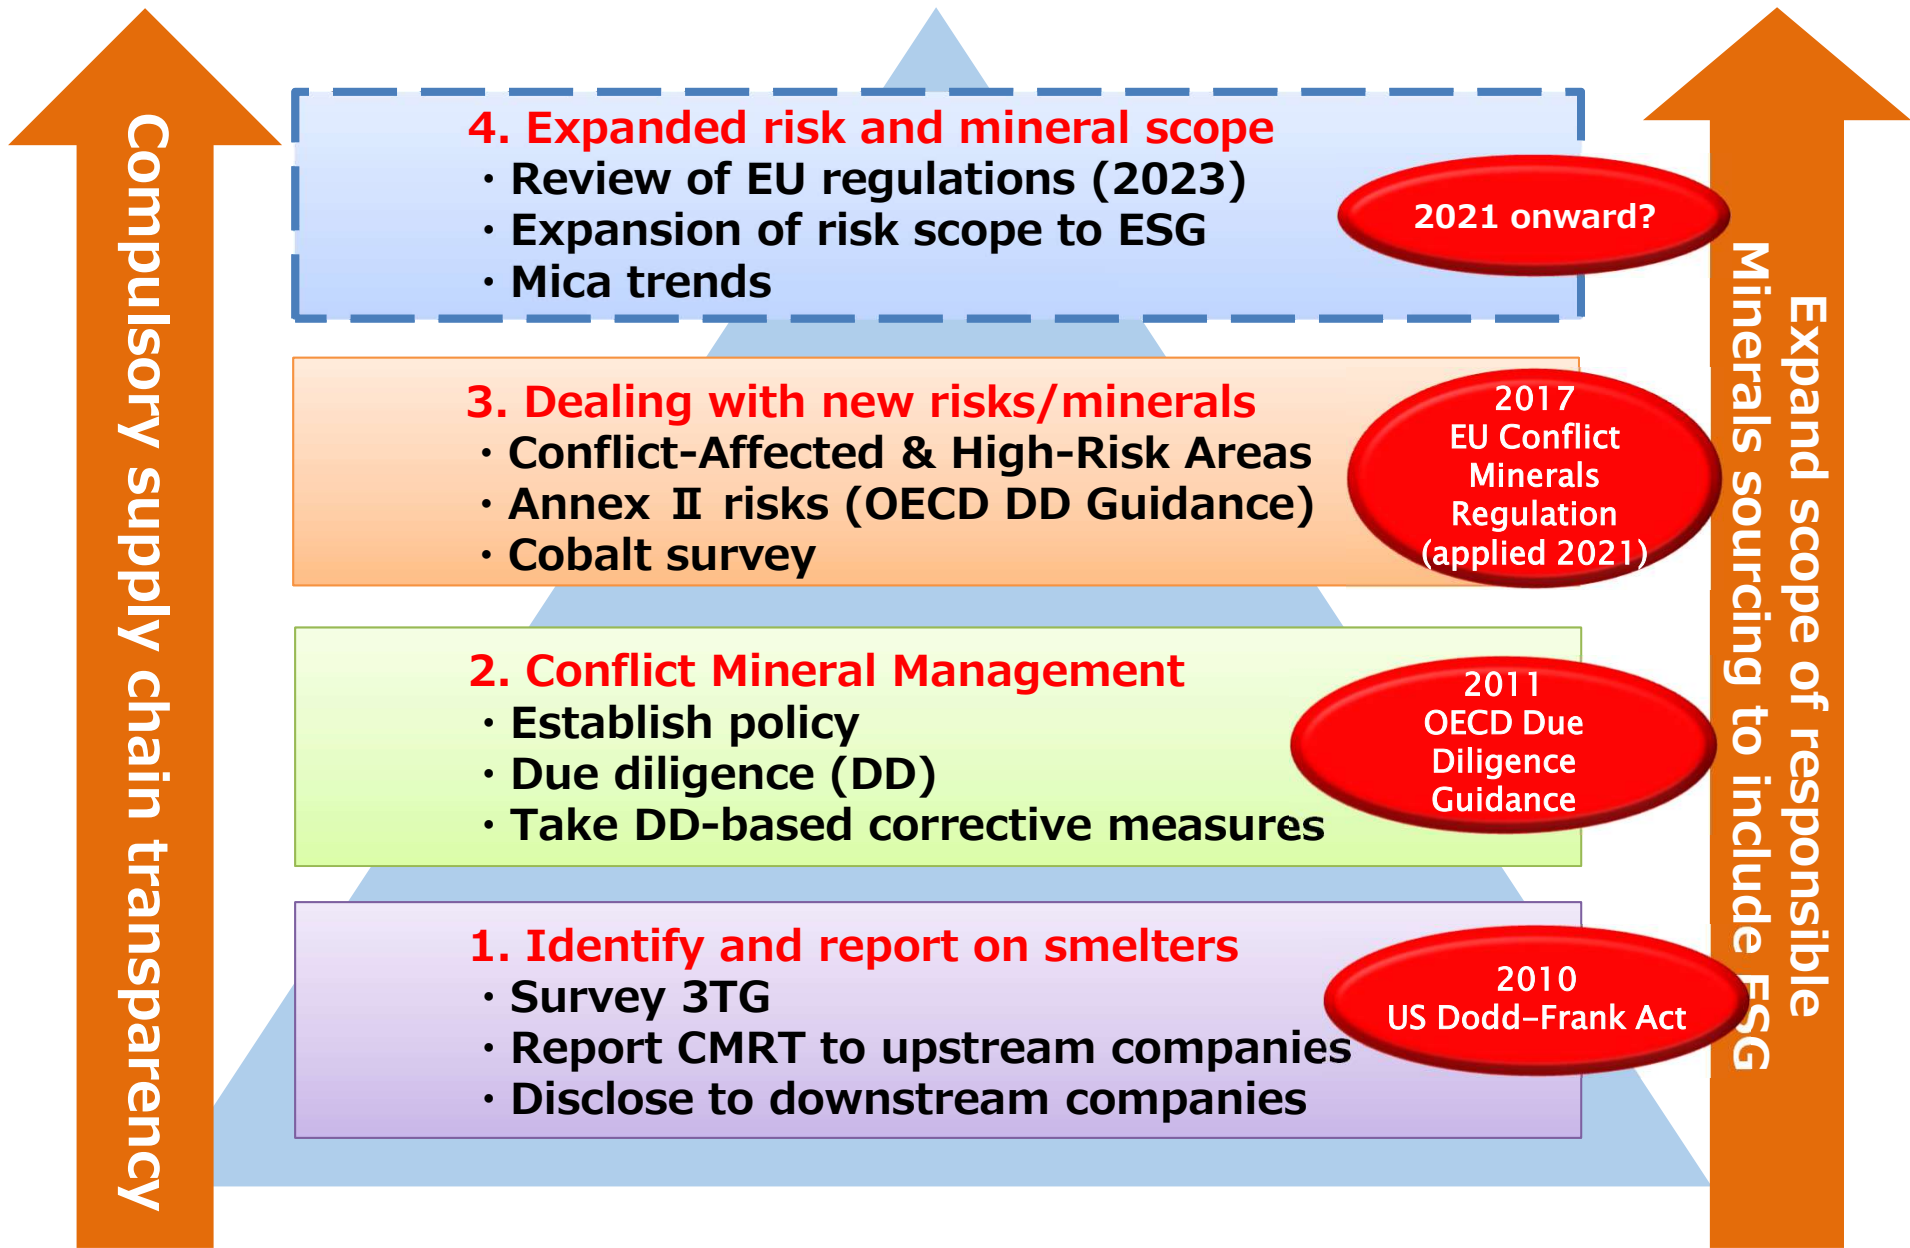 Compulsory supply chain transparency
4. Expanded risk and mineral scope
・Review of EU regulations (2023)
・Expansion of risk scope to ESG
・Mica trends
2021 onward?
3. Dealing with new risks/minerals
・Conflict-Affected & High-Risk Areas
・Annex Ⅱ risks (OECD DD Guidance)
・Cobalt survey
2017
EU Conflict
Minerals
Regulation
(applied 2021)
2. Conflict Mineral Management
・Establish policy
・Due diligence (DD)
・Take DD-based corrective measures
2011
OECD Due
Diligence
Guidance
1. Identify and report on smelters
・Survey 3TG
・Report CMRT to upstream companies
・Disclose to downstream companies
2010
US Dodd-Frank Act
Expand scope of responsible
Minerals sourcing to include ESG